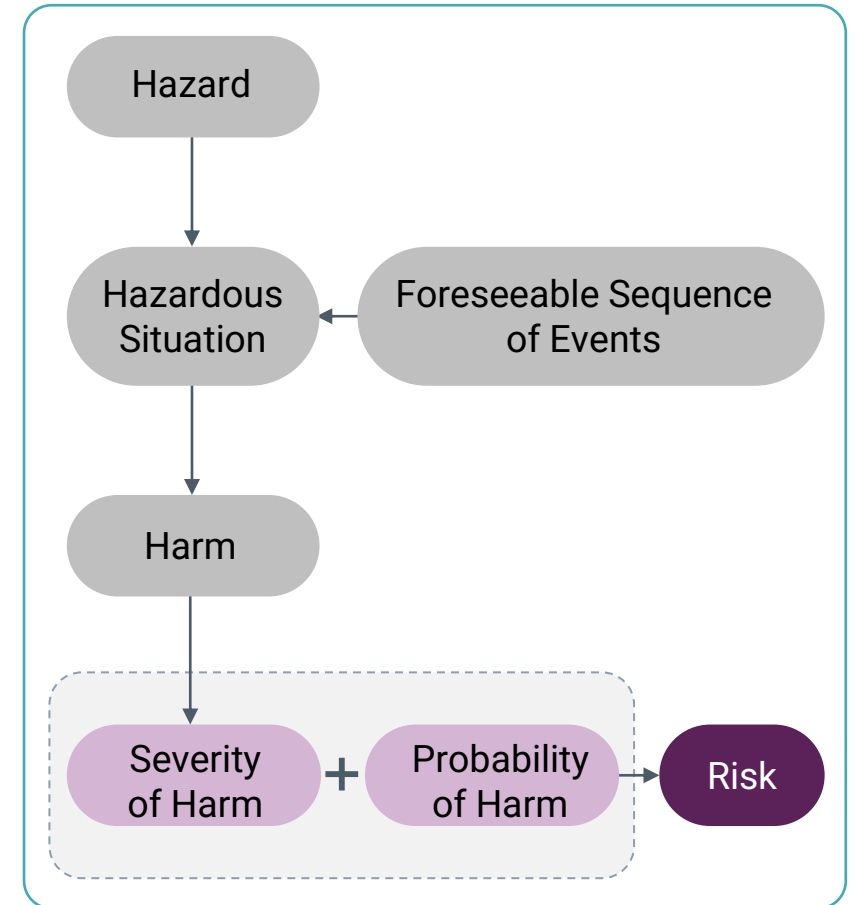 Hazard
Hazardous
Situation
Foreseeable Sequence
of Events
Harm
Severity
of Harm
+
Probability
of Harm
Risk